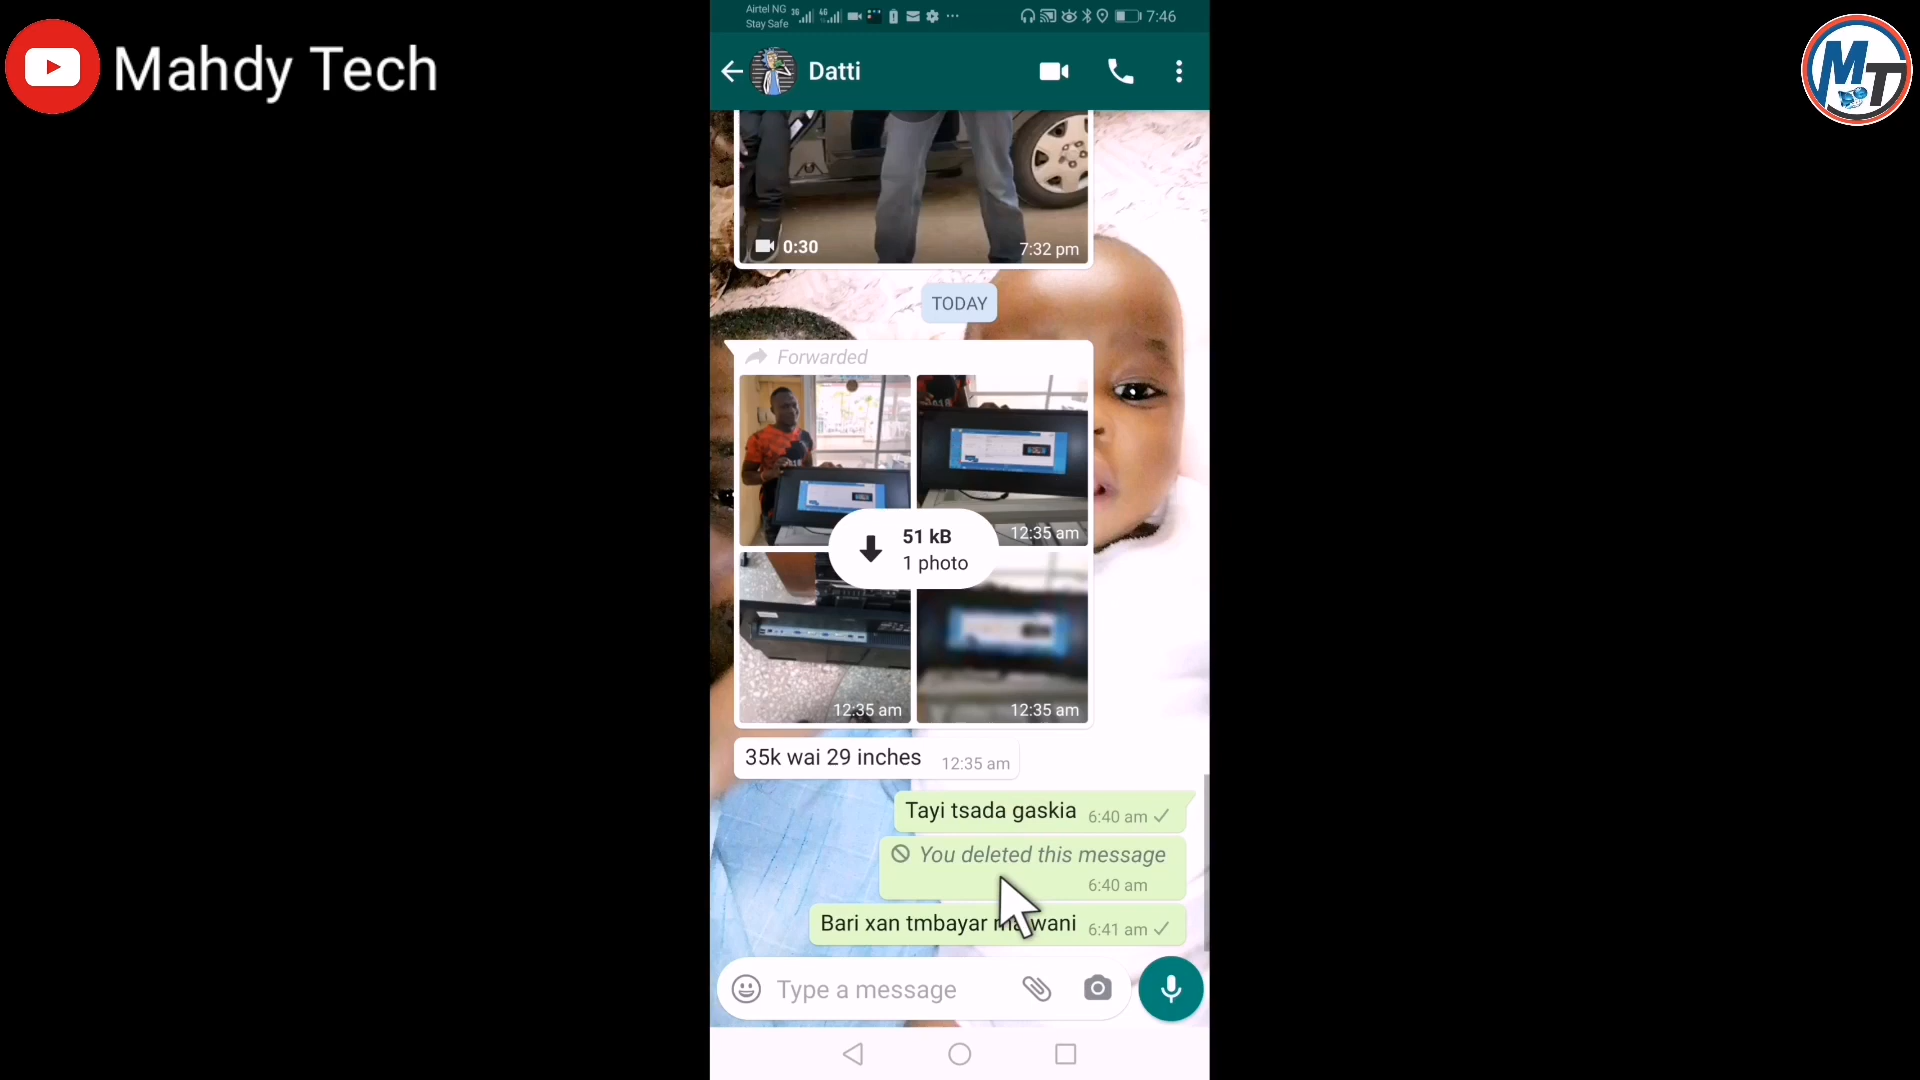 Mahdy Tech
MT
Airtel NG
Stay Safe
3G
4G
7:46
Datti
0:30
7:32 pm
TODAY
Forwarded
12:35 am
51 kB
1 photo
12:35 am
12:35 am
35k wai 29 inches
12:35 am
Tayi tsada gaskia
6:40 am
You deleted this message
6:40 am
Bari xan tmbayar
6:41 am
Type a message